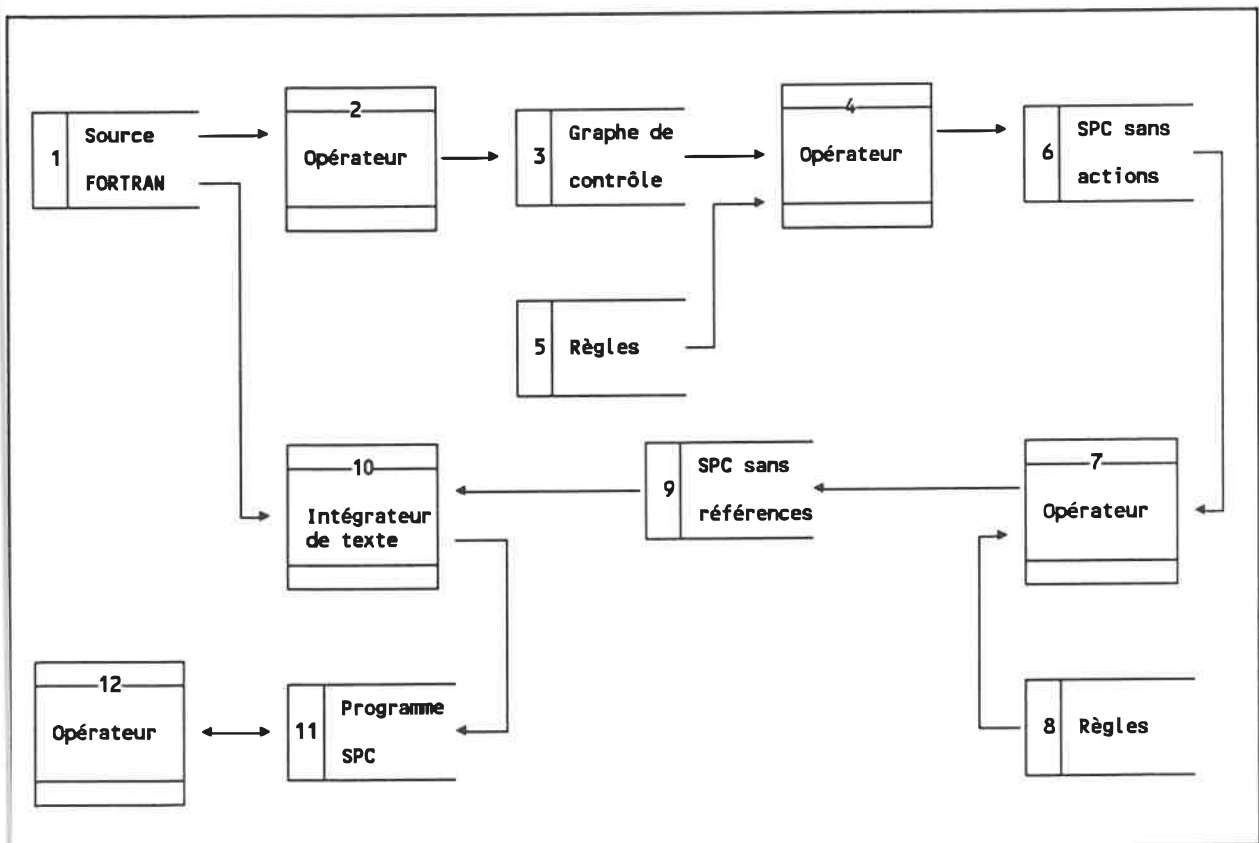 1
Source
FORTRAN
2
Opérateur
3
Graphe de
contrôle
4
Opérateur
6
SPC sans
actions
5
Règles
10
Intégrateur
de texte
9
SPC sans
références
7
Opérateur
12
Opérateur
11
Programme
SPC
8
Règles